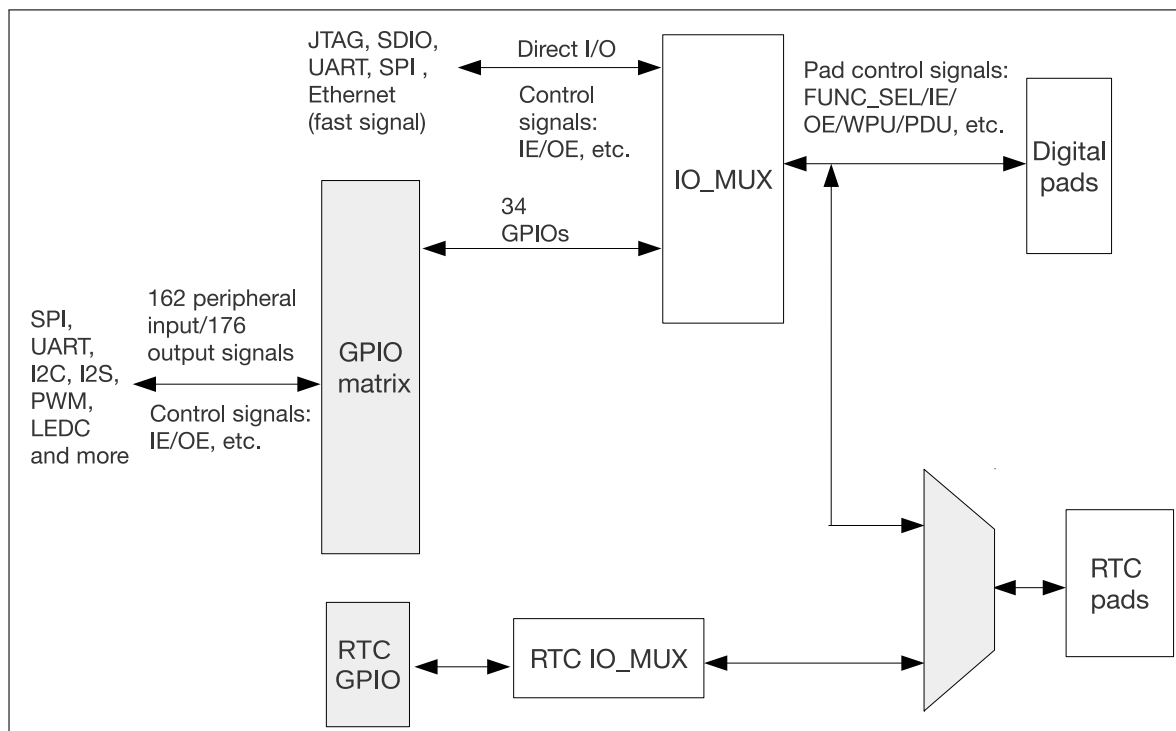 JTAG, SDIO,
UART, SPI ,
Ethernet
(fast signal)
Direct I/O
Control
signals:
IE/OE, etc.
IO_MUX
Pad control signals:
FUNC_SEL/IE/
OE/WPU/PDU, etc.
Digital
pads
34
GPIOs
SPI,
UART,
I2C, I2S,
PWM,
LEDC
and more
162 peripheral
input/176
output signals
Control signals:
IE/OE, etc.
GPIO
matrix
RTC
GPIO
RTC IO_MUX
RTC
pads